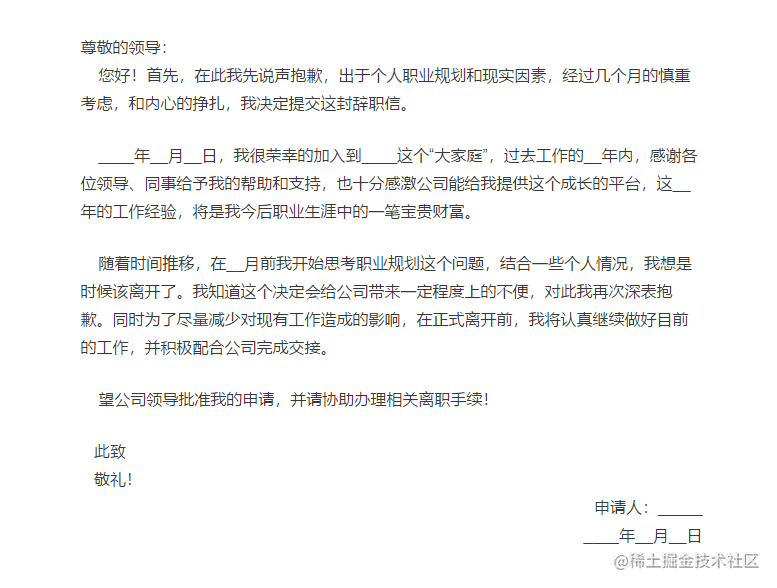 尊敬的领导：
您好！首先，在此我先说声抱歉，出于个人职业规划和现实因素，经过几个月的慎重
考虑，和内心的挣扎，我决定提交这封辞职信。
____年__月__日，我很荣幸的加入到____这个“大家庭”，过去工作的__年内，感谢各
位领导、同事给予我的帮助和支持，也十分感激公司能给我提供这个成长的平台，这__
年的工作经验，将是我今后职业生涯中的一笔宝贵财富。
随着时间推移，在__月前我开始思考职业规划这个问题，结合一些个人情况，我想是
时候该离开了。我知道这个决定会给公司带来一定程度上的不便，对此我再次深表抱
歉。同时为了尽量减少对现有工作造成的影响，在正式离开前，我将认真继续做好目前
的工作，并积极配合公司完成交接。
望公司领导批准我的申请，并请协助办理相关离职手续！
此致
敬礼！
申请人：_____
____年__月__日
@稀土掘金技术社区